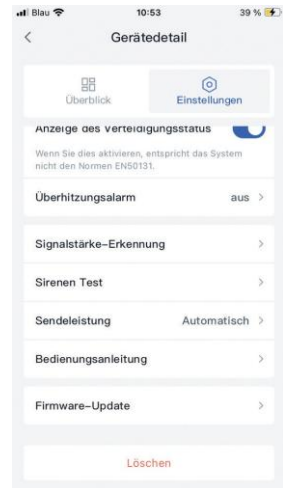 Blau 10:53 39 %
Gerätedetail
Überblick Einstellungen
Anzeige des Verteidigungsstatus
Wenn Sie dies aktivieren, entspricht das System
nicht den Normen EN50131.
Überhitzungsalarm aus
Signalstärke-Erkennung
Sirenen Test
Sendeleistung Automatisch
Bedienungsanleitung
Firmware-Update
Löschen